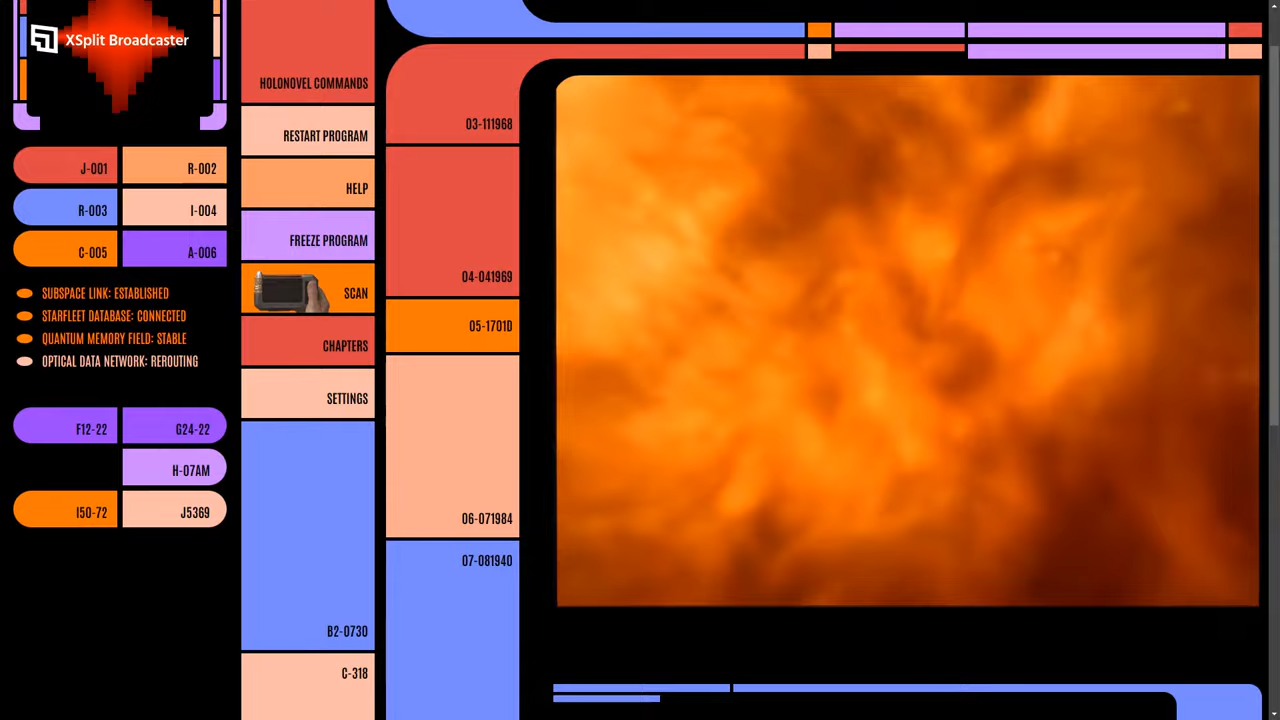 XSplit Broadcaster
J-001
R-002
R-003
I-004
C-005
A-006
SUBSPACE LINK: ESTABLISHED
STARFLEET DATABASE: CONNECTED
QUANTUM MEMORY FIELD: STABLE
OPTICAL DATA NETWORK: REROUTING
F12-22
G24-22
H-07AM
I50-72
J5369
HOLONOVEL COMMANDS
RESTART PROGRAM
HELP
FREEZE PROGRAM
SCAN
CHAPTERS
SETTINGS
B2-0730
C-318
03-111968
04-041969
05-1701D
06-071984
07-081940